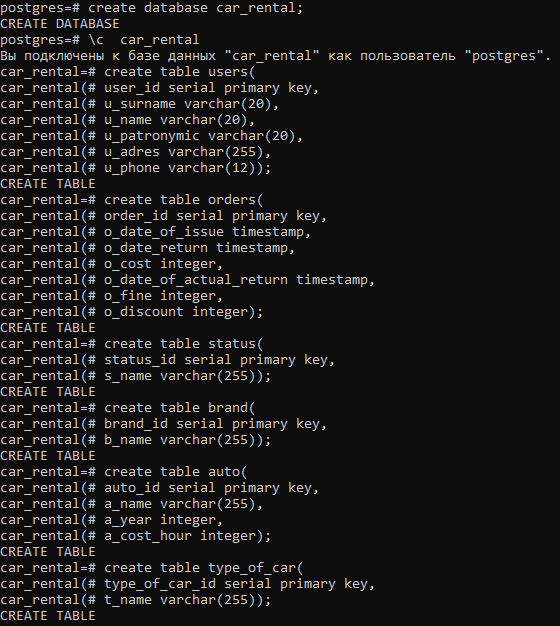 postgres=# create database car_rental;
CREATE DATABASE
postgres=# \c  car_rental
Вы подключены к базе данных "car_rental" как пользователь "postgres".
car_rental=# create table users(
car_rental(# user_id serial primary key,
car_rental(# u_surname varchar(20),
car_rental(# u_name varchar(20),
car_rental(# u_patronymic varchar(20),
car_rental(# u_adres varchar(255),
car_rental(# u_phone varchar(12));
CREATE TABLE
car_rental=# create table orders(
car_rental(# order_id serial primary key,
car_rental(# o_date_of_issue timestamp,
car_rental(# o_date_return timestamp,
car_rental(# o_cost integer,
car_rental(# o_date_of_actual_return timestamp,
car_rental(# o_fine integer,
car_rental(# o_discount integer);
CREATE TABLE
car_rental=# create table status(
car_rental(# status_id serial primary key,
car_rental(# s_name varchar(255));
CREATE TABLE
car_rental=# create table brand(
car_rental(# brand_id serial primary key,
car_rental(# b_name varchar(255));
CREATE TABLE
car_rental=# create table auto(
car_rental(# auto_id serial primary key,
car_rental(# a_name varchar(255),
car_rental(# a_year integer,
car_rental(# a_cost_hour integer);
CREATE TABLE
car_rental=# create table type_of_car(
car_rental(# type_of_car_id serial primary key,
car_rental(# t_name varchar(255));
CREATE TABLE